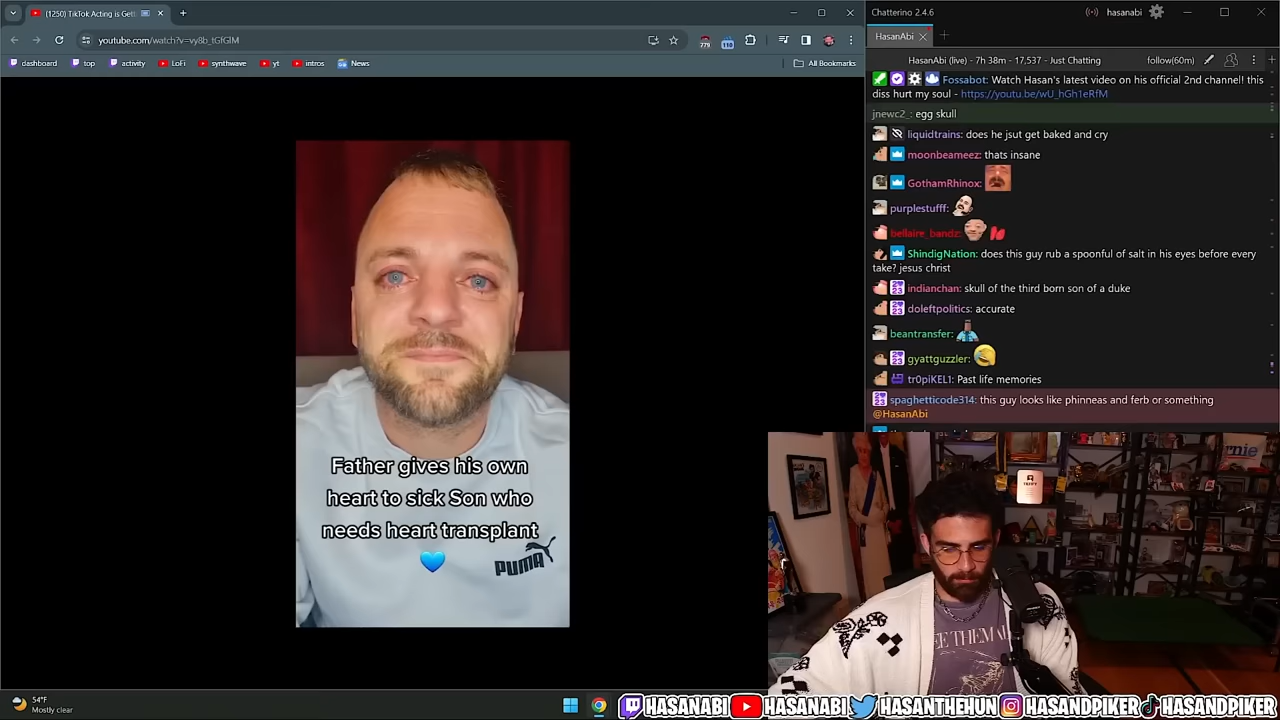 (1250) TikTok Acting is Gett
youtube.com/watch?v=vy8b_tGfGlM
779
110
dashboard
top
activity
LoFi
synthwave
yt
intros
News
All Bookmarks
Father gives his own
heart to sick Son who
needs heart transplant
PUMA
Chatterino 2.4.6
hasanabi
HasanAbi
HasanAbi (live) - 7h 38m - 17,537 - Just Chatting
follow(60m)
Fossabot: Watch Hasan's latest video on his official 2nd channel! this
diss hurt my soul - https://youtu.be/wU_hGh1eRfM
jnewc2_: egg skull
liquidtrains: does he jsut get baked and cry
moonbeameez: thats insane
GothamRhinox:
purplestufff:
bellaire_bandz:
ShindigNation: does this guy rub a spoonful of salt in his eyes before every
take? jesus christ
indianchan: skull of the third born son of a duke
doleftpolitics: accurate
beantransfer:
gyattguzzler:
tr0piKEL1: Past life memories
spaghetticode314: this guy looks like phinneas and ferb or something
@HasanAbi
54°F
Mostly clear
HASANABI
HASANABI
HASANTHEHUN
HASANDPIKER
HASANDPIKER